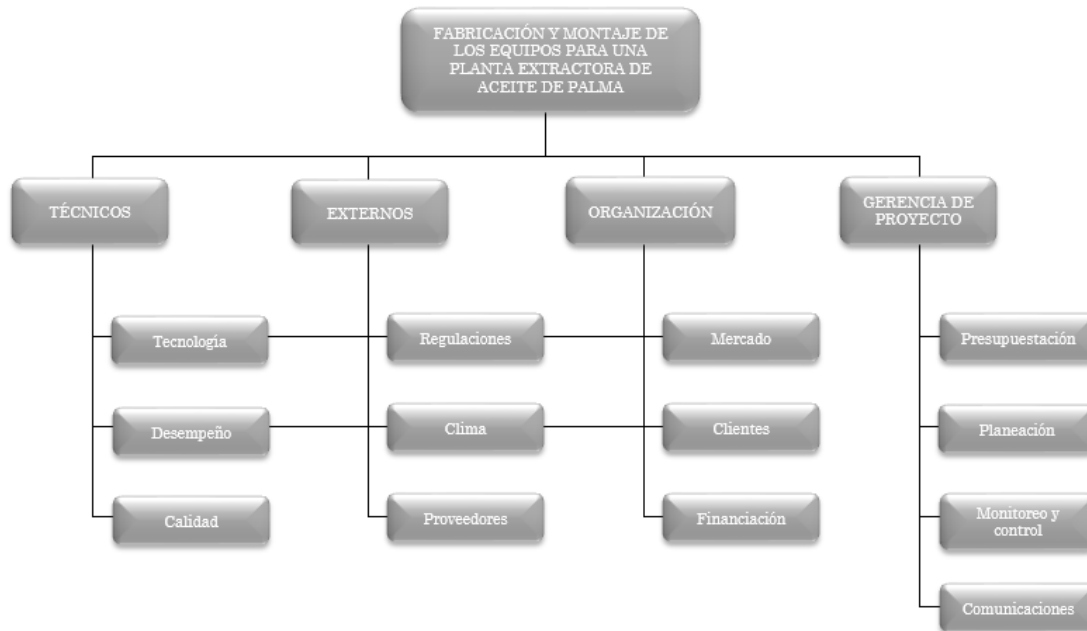 FABRICACIÓN Y MONTAJE DE
LOS EQUIPOS PARA UNA
PLANTA EXTRACTORA DE
ACEITE DE PALMA
TÉCNICOS
EXTERNOS
ORGANIZACIÓN
GERENCIA DE
PROYECTO
Tecnología
Regulaciones
Mercado
Presupuestación
Desempeño
Clima
Clientes
Planeación
Calidad
Proveedores
Financiación
Monitoreo y
control
Comunicaciones